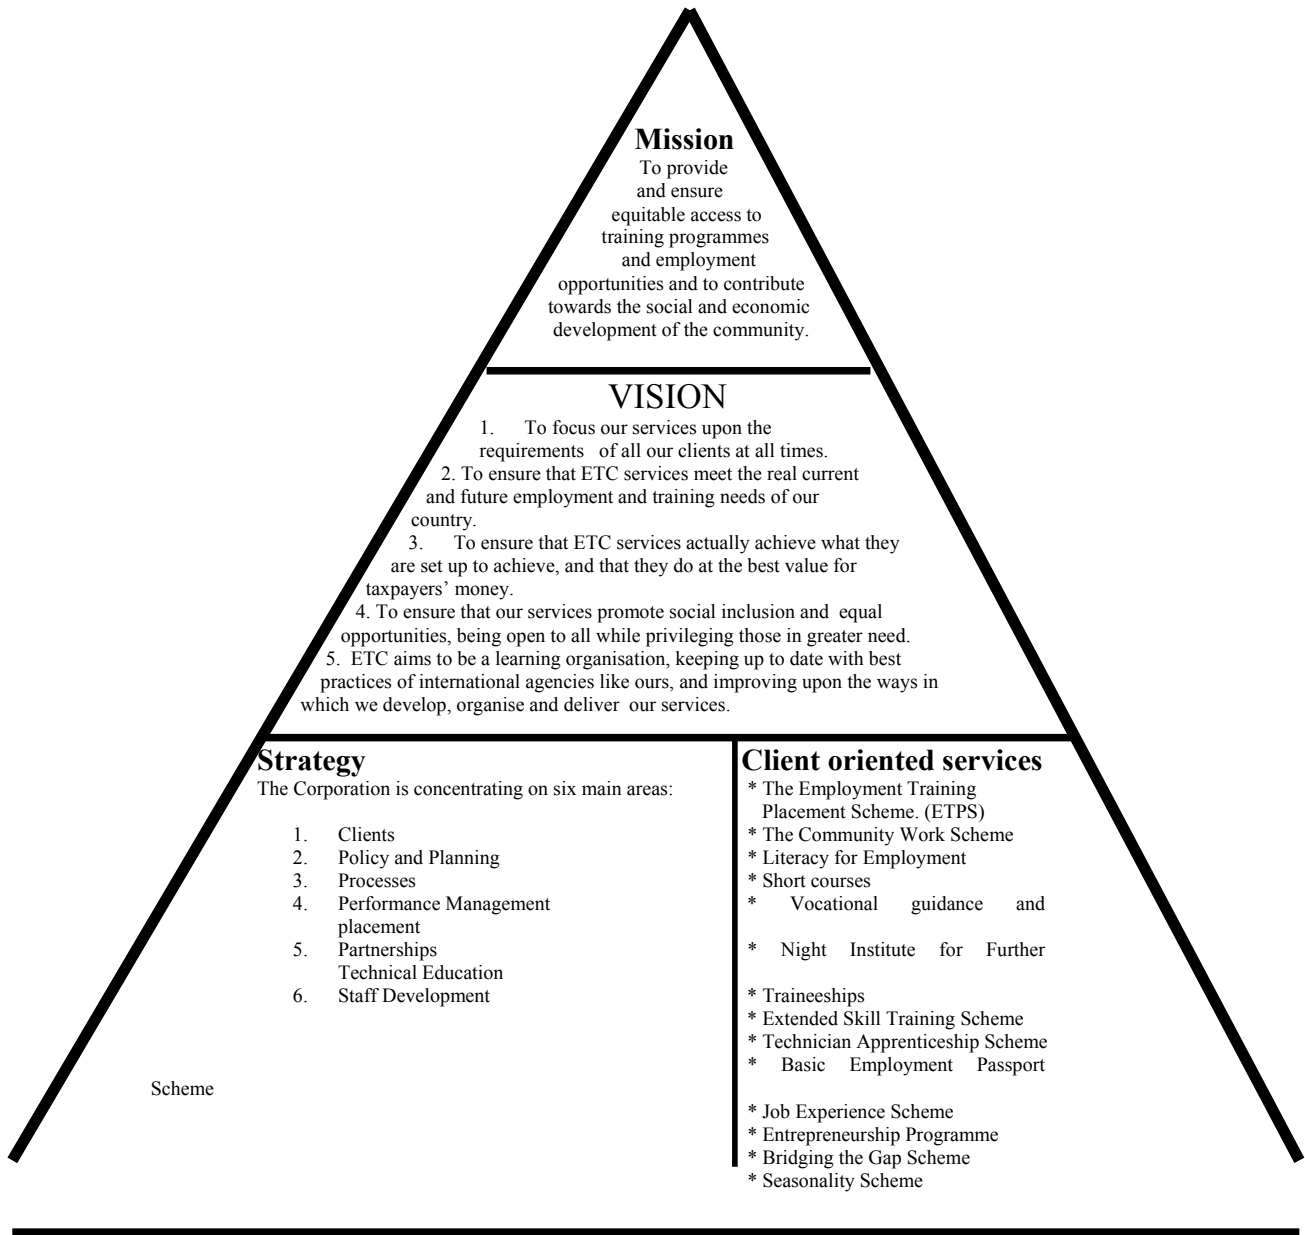 Mission
To provide
and ensure
equitable access to
training programmes
and employment
opportunities and to contribute
towards the social and economic
development of the community.
VISION
1. To focus our services upon the
requirements of all our clients at all times.
2. To ensure that ETC services meet the real current
and future employment and training needs of our
country.
3. To ensure that ETC services actually achieve what they
are set up to achieve, and that they do at the best value for
taxpayers’ money.
4. To ensure that our services promote social inclusion and equal
opportunities, being open to all while privileging those in greater need.
5. ETC aims to be a learning organisation, keeping up to date with best
practices of international agencies like ours, and improving upon the ways in
which we develop, organise and deliver our services.
Strategy
The Corporation is concentrating on six main areas:
1. Clients
2. Policy and Planning
3. Processes
4. Performance Management
placement
5. Partnerships
Technical Education
6. Staff Development
Scheme
Client oriented services
* The Employment Training
Placement Scheme. (ETPS)
* The Community Work Scheme
* Literacy for Employment
* Short courses
* Vocational guidance and
* Night Institute for Further
* Traineeships
* Extended Skill Training Scheme
* Technician Apprenticeship Scheme
* Basic Employment Passport
* Job Experience Scheme
* Entrepreneurship Programme
* Bridging the Gap Scheme
* Seasonality Scheme